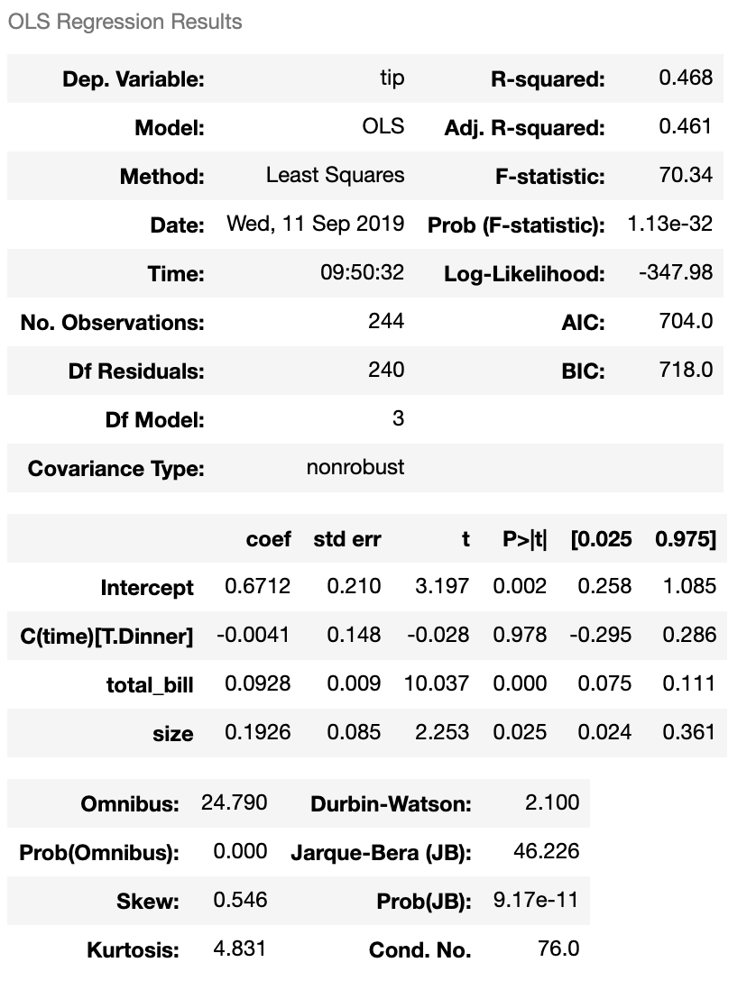 OLS Regression Results
Dep. Variable: tip R-squared: 0.468
Model: OLS Adj. R-squared: 0.461
Method: Least Squares F-statistic: 70.34
Date: Wed, 11 Sep 2019 Prob (F-statistic): 1.13e-32
Time: 09:50:32 Log-Likelihood: -347.98
No. Observations: 244 AIC: 704.0
Df Residuals: 240 BIC: 718.0
Df Model: 3
Covariance Type: nonrobust
coef std err t P>|t| [0.025 0.975]
Intercept 0.6712 0.210 3.197 0.002 0.258 1.085
C(time)[T.Dinner] -0.0041 0.148 -0.028 0.978 -0.295 0.286
total_bill 0.0928 0.009 10.037 0.000 0.075 0.111
size 0.1926 0.085 2.253 0.025 0.024 0.361
Omnibus: 24.790 Durbin-Watson: 2.100
Prob(Omnibus): 0.000 Jarque-Bera (JB): 46.226
Skew: 0.546 Prob(JB): 9.17e-11
Kurtosis: 4.831 Cond. No. 76.0